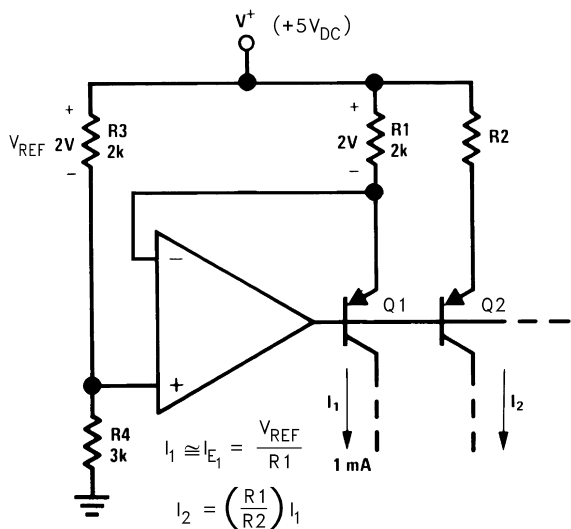 V+ (+5VDC)
+
R3
2k
VREF 2V
−
+
R1
2k
2V
−
R2
−
+
Q1
Q2
I1
1 mA
I2
R4
3k
I1 ≅ IE1 = VREF / R1
I2 = (R1 / R2) I1